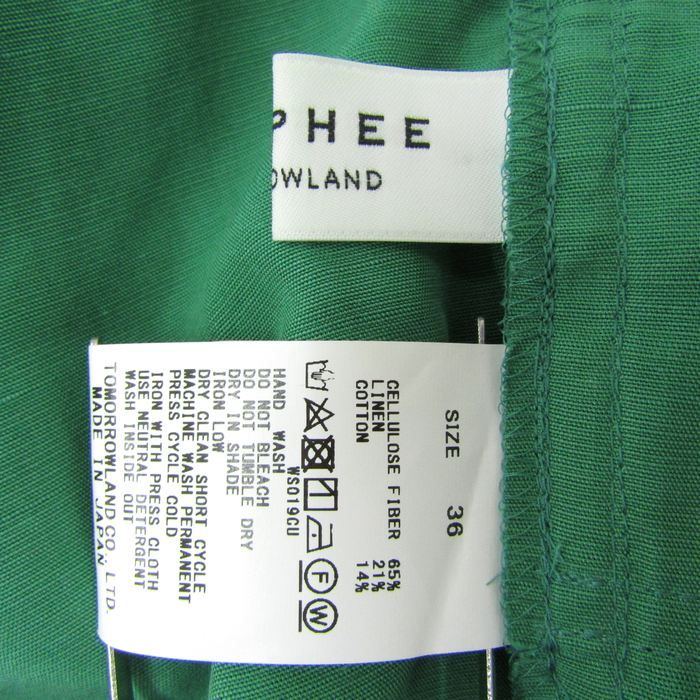 PHEE
OWLAND
SIZE 36
CELLULOSE FIBER 65%
LINEN 21%
COTTON 14%
F W
WS019CU
HAND WASH
DO NOT BLEACH
DO NOT TUMBLE DRY
DRY IN SHADE
IRON LOW
DRY CLEAN SHORT CYCLE
MACHINE WASH PERMANENT
PRESS CYCLE COLD
IRON WITH PRESS CLOTH
USE NEUTRAL DETERGENT
WASH INSIDE OUT
TOMORROWLAND CO., LTD.
MADE IN JAPAN